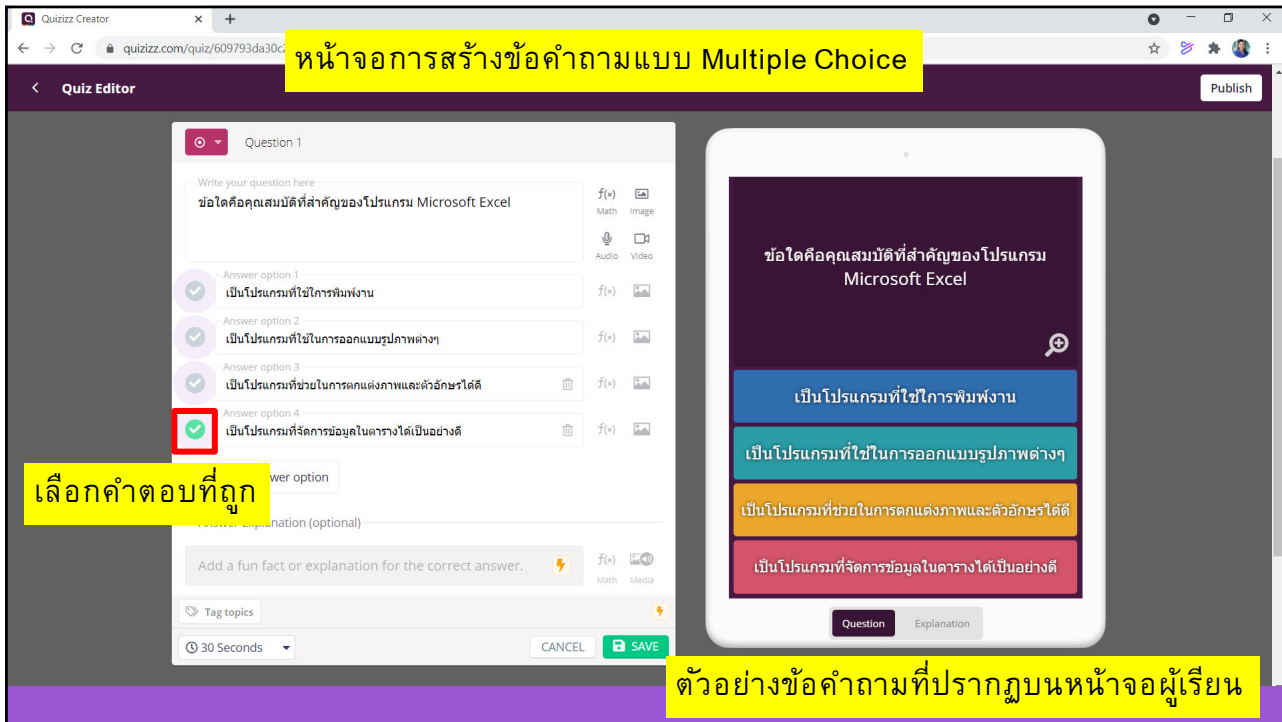 Quizizz Creator
quizizz.com/quiz/609793da30c2
หน้าจอการสร้างข้อคำถามแบบ Multiple Choice
Quiz Editor
Publish
Question 1
Write your question here
ข้อใดคือคุณสมบัติที่สำคัญของโปรแกรม Microsoft Excel
Math
Image
Audio
Video
Answer option 1
เป็นโปรแกรมที่ใช้ใการพิมพ์งาน
f(×)
Answer option 2
เป็นโปรแกรมที่ใช้ในการออกแบบรูปภาพต่างๆ
f(×)
Answer option 3
เป็นโปรแกรมที่ช่วยในการตกแต่งภาพและตัวอักษรได้ดี
f(×)
Answer option 4
เป็นโปรแกรมที่จัดการข้อมูลในตารางได้เป็นอย่างดี
f(×)
เลือกคำตอบที่ถูก
wer option
Answer Explanation (optional)
Add a fun fact or explanation for the correct answer.
f(×)
Math
Media
Tag topics
30 Seconds
CANCEL
SAVE
ข้อใดคือคุณสมบัติที่สำคัญของโปรแกรม
Microsoft Excel
เป็นโปรแกรมที่ใช้ใการพิมพ์งาน
เป็นโปรแกรมที่ใช้ในการออกแบบรูปภาพต่างๆ
เป็นโปรแกรมที่ช่วยในการตกแต่งภาพและตัวอักษรได้ดี
เป็นโปรแกรมที่จัดการข้อมูลในตารางได้เป็นอย่างดี
Question
Explanation
ตัวอย่างข้อคำถามที่ปรากฏบนหน้าจอผู้เรียน